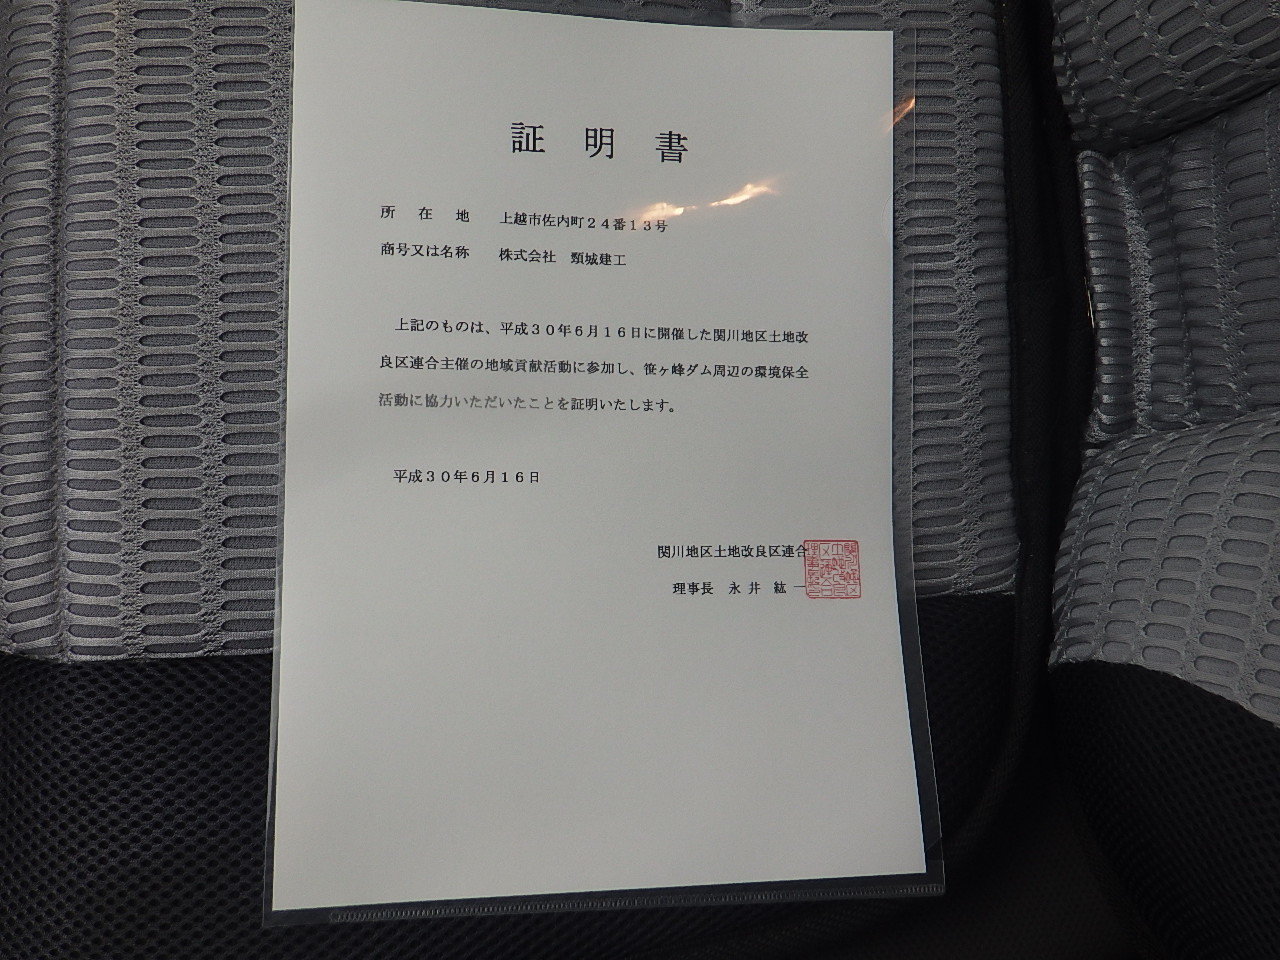 証明書
所在地 上越市佐内町２４番１３号
商号又は名称 株式会社 頸城建工
上記のものは、平成３０年６月１６日に開催した関川地区土地改
良区連合主催の地域貢献活動に参加し、笹ヶ峰ダム周辺の環境保全
活動に協力いただいたことを証明いたします。
平成３０年６月１６日
関川地区土地改良区連合
理事長 永井 紘一